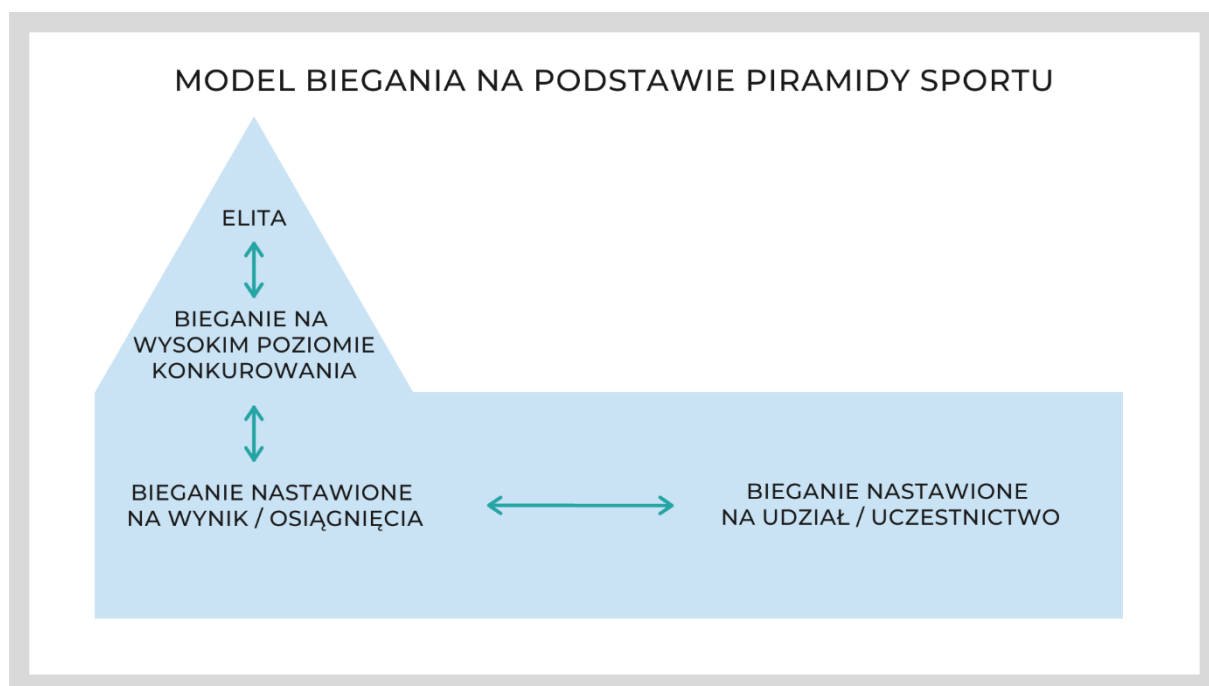 MODEL BIEGANIA NA PODSTAWIE PIRAMIDY SPORTU
ELITA
BIEGANIE NA
WYSOKIM POZIOMIE
KONKUROWANIA
BIEGANIE NASTAWIONE
NA WYNIK / OSIĄGNIĘCIA
BIEGANIE NASTAWIONE
NA UDZIAŁ / UCZESTNICTWO